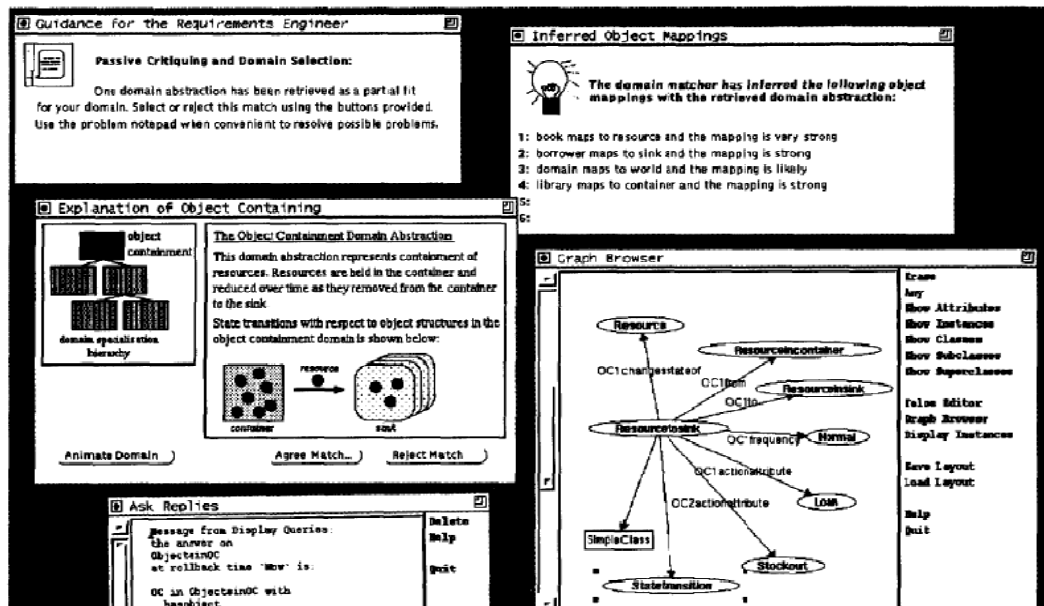 Guidance for the Requirements Engineer
Passive Critiquing and Domain Selection:
One domain abstraction has been retrieved as a partial fit
for your domain. Select or reject this match using the buttons provided.
Use the problem notepad when convenient to resolve possible problems.
Inferred Object Mappings
The domain matcher has inferred the following object
mappings with the retrieved domain abstraction:
1: book maps to resource and the mapping is very strong
2: borrower maps to sink and the mapping is strong
3: domain maps to world and the mapping is likely
4: library maps to container and the mapping is strong
5:
6:
Explanation of Object Containing
object
containment
domain specialisation
hierarchy
The Object Containment Domain Abstraction
This domain abstraction represents containment of
resources. Resources are held in the container and
reduced over time as they removed from the container
to the sink
State transitions with respect to object structures in the
object containment domain is shown below:
resource
container
Animate Domain
Agree Match...
Reject Match
Graph Browser
Resource
Resourceincontainer
OC1changesstateof
OC1from
Resourceinsink
OC1to
Resourcetosink
OC1frequency
Normal
OC1actionattribute
Loan
OC2actionattribute
SimpleClass
Stockout
Statetransition
Erase
Any
Show Attributes
Show Instances
Show Classes
Show Subclasses
Show Superclasses
Telos Editor
Graph Browser
Display Instances
Save Layout
Load Layout
Help
Quit
Ask Replies
Message from Display Queries:
the answer on
ObjectsinOC
at rollback time 'Now' is:
OC in ObjectsinOC with
hasobject
Delete
Help
Quit